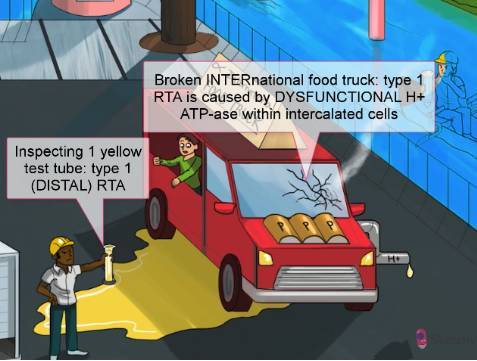 Broken INTERnational food truck: type 1
RTA is caused by DYSFUNCTIONAL H+
ATP-ase within intercalated cells
Inspecting 1 yellow
test tube: type 1
(DISTAL) RTA
P P P
H+